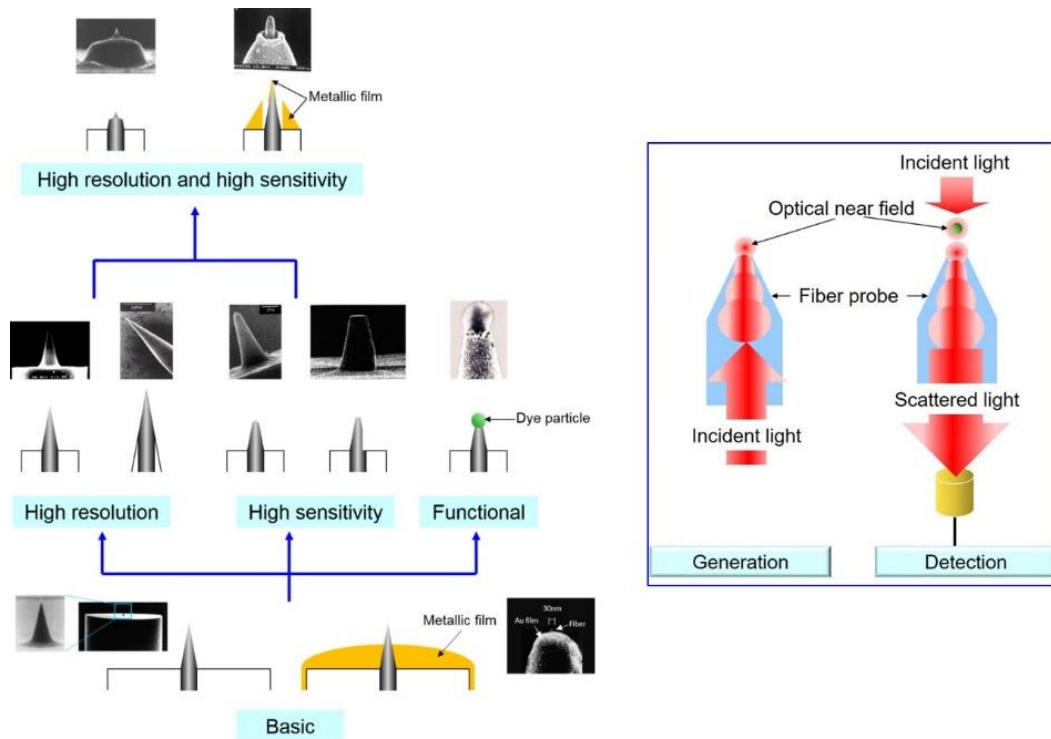 Metallic film
High resolution and high sensitivity
Dye particle
High resolution
High sensitivity
Functional
30nm
Au film
Fiber
Metallic film
Basic
Incident light
Optical near field
Fiber probe
Scattered light
Incident light
Generation
Detection